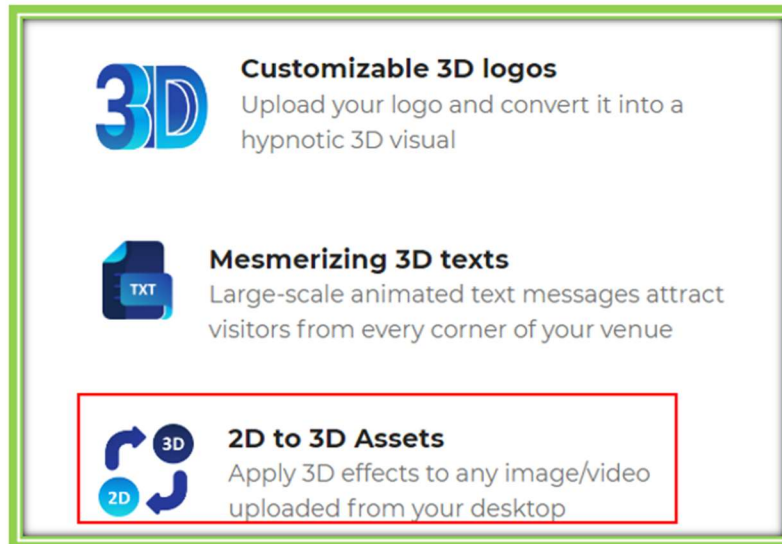 3D
Customizable 3D logos
Upload your logo and convert it into a
hypnotic 3D visual
TXT
Mesmerizing 3D texts
Large-scale animated text messages attract
visitors from every corner of your venue
3D
2D
2D to 3D Assets
Apply 3D effects to any image/video
uploaded from your desktop